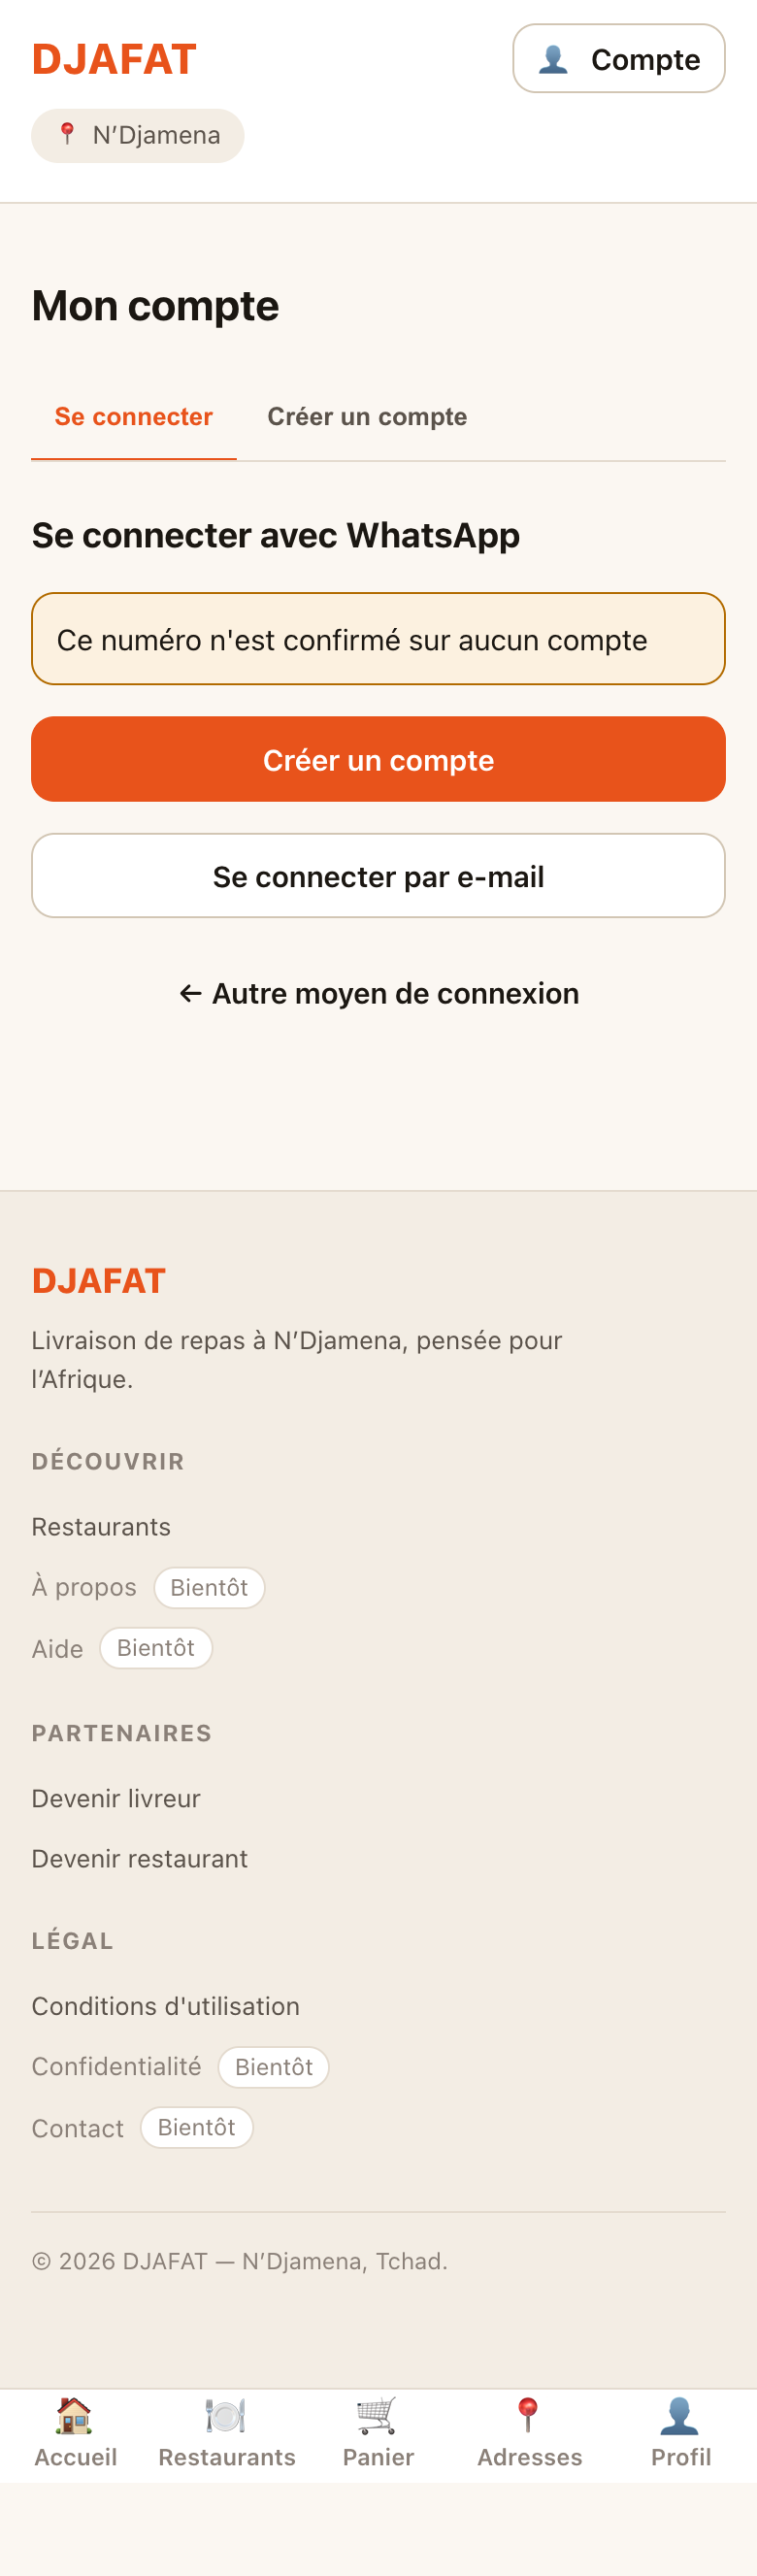 DJAFAT
Compte
N’Djamena
Mon compte
Se connecter
Créer un compte
Se connecter avec WhatsApp
Ce numéro n'est confirmé sur aucun compte
Créer un compte
Se connecter par e-mail
← Autre moyen de connexion
DJAFAT
Livraison de repas à N’Djamena, pensée pour
l’Afrique.
DÉCOUVRIR
Restaurants
À propos Bientôt
Aide Bientôt
PARTENAIRES
Devenir livreur
Devenir restaurant
LÉGAL
Conditions d'utilisation
Confidentialité Bientôt
Contact Bientôt
© 2026 DJAFAT — N’Djamena, Tchad.
Accueil
Restaurants
Panier
Adresses
Profil